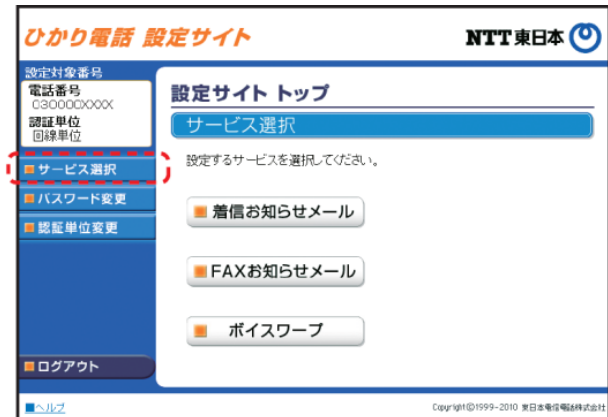 ひかり電話 設定サイト
NTT東日本
設定対象番号
電話番号
030000XXXX
認証単位
回線単位
サービス選択
パスワード変更
認証単位変更
ログアウト
設定サイト トップ
サービス選択
設定するサービスを選択してください。
着信お知らせメール
FAXお知らせメール
ボイスワープ
ヘルプ
Copyright©1999-2010 東日本電信電話株式会社